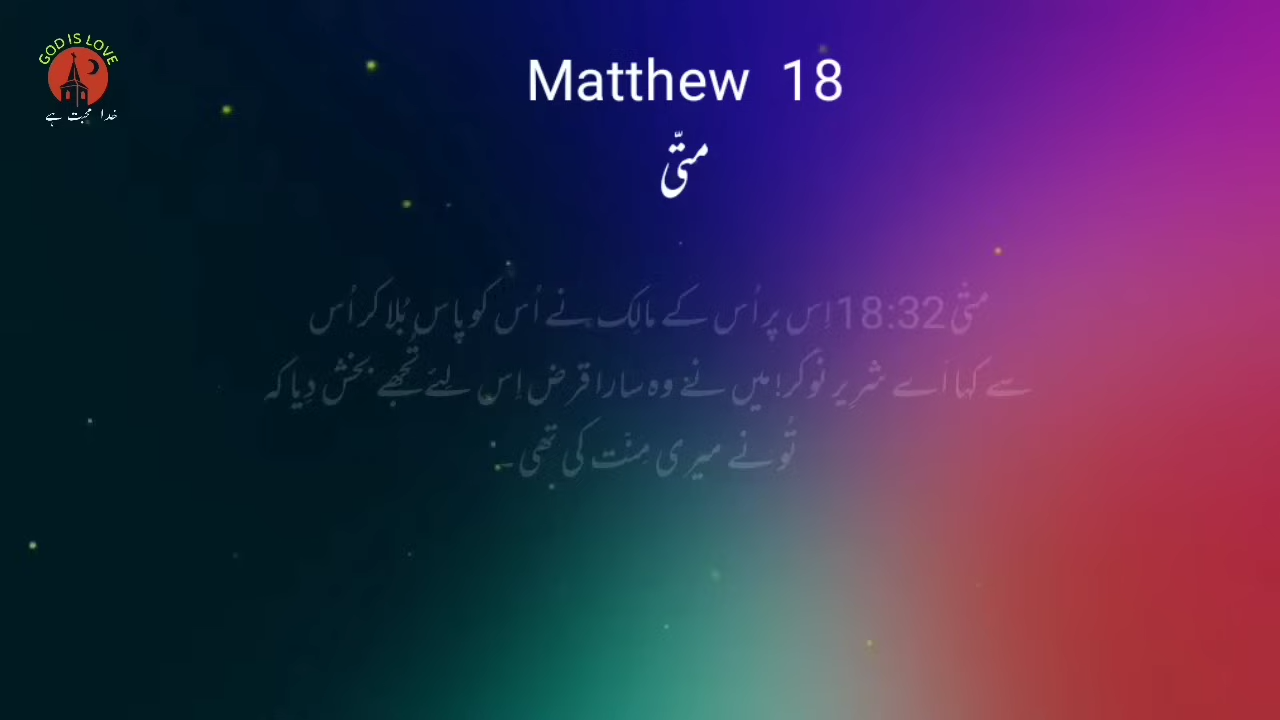 GOD IS LOVE
خدا محبت ہے
Matthew 18
متّی
متّی 18:32 اِس پر اُس کے مالِک نے اُس کو پاس بُلا کر اُس
سے کہا اَے شرِیر نَوکر! مَیں نے وہ سارا قرض اِس لِئے تُجھے بخش دِیا کہ
تُو نے میری مِنّت کی تھی۔